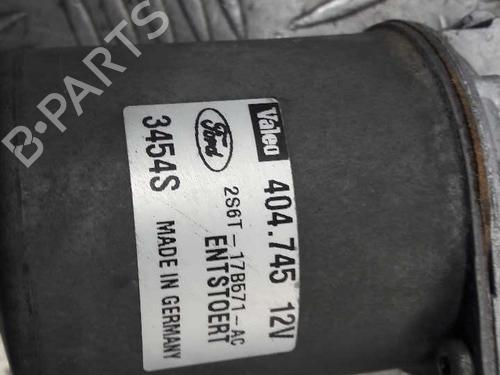 Valeo 404.745 12V
Ford 2S6T-17B571-AC
ENTSTOERT
3454S MADE IN GERMANY
B-PARTS